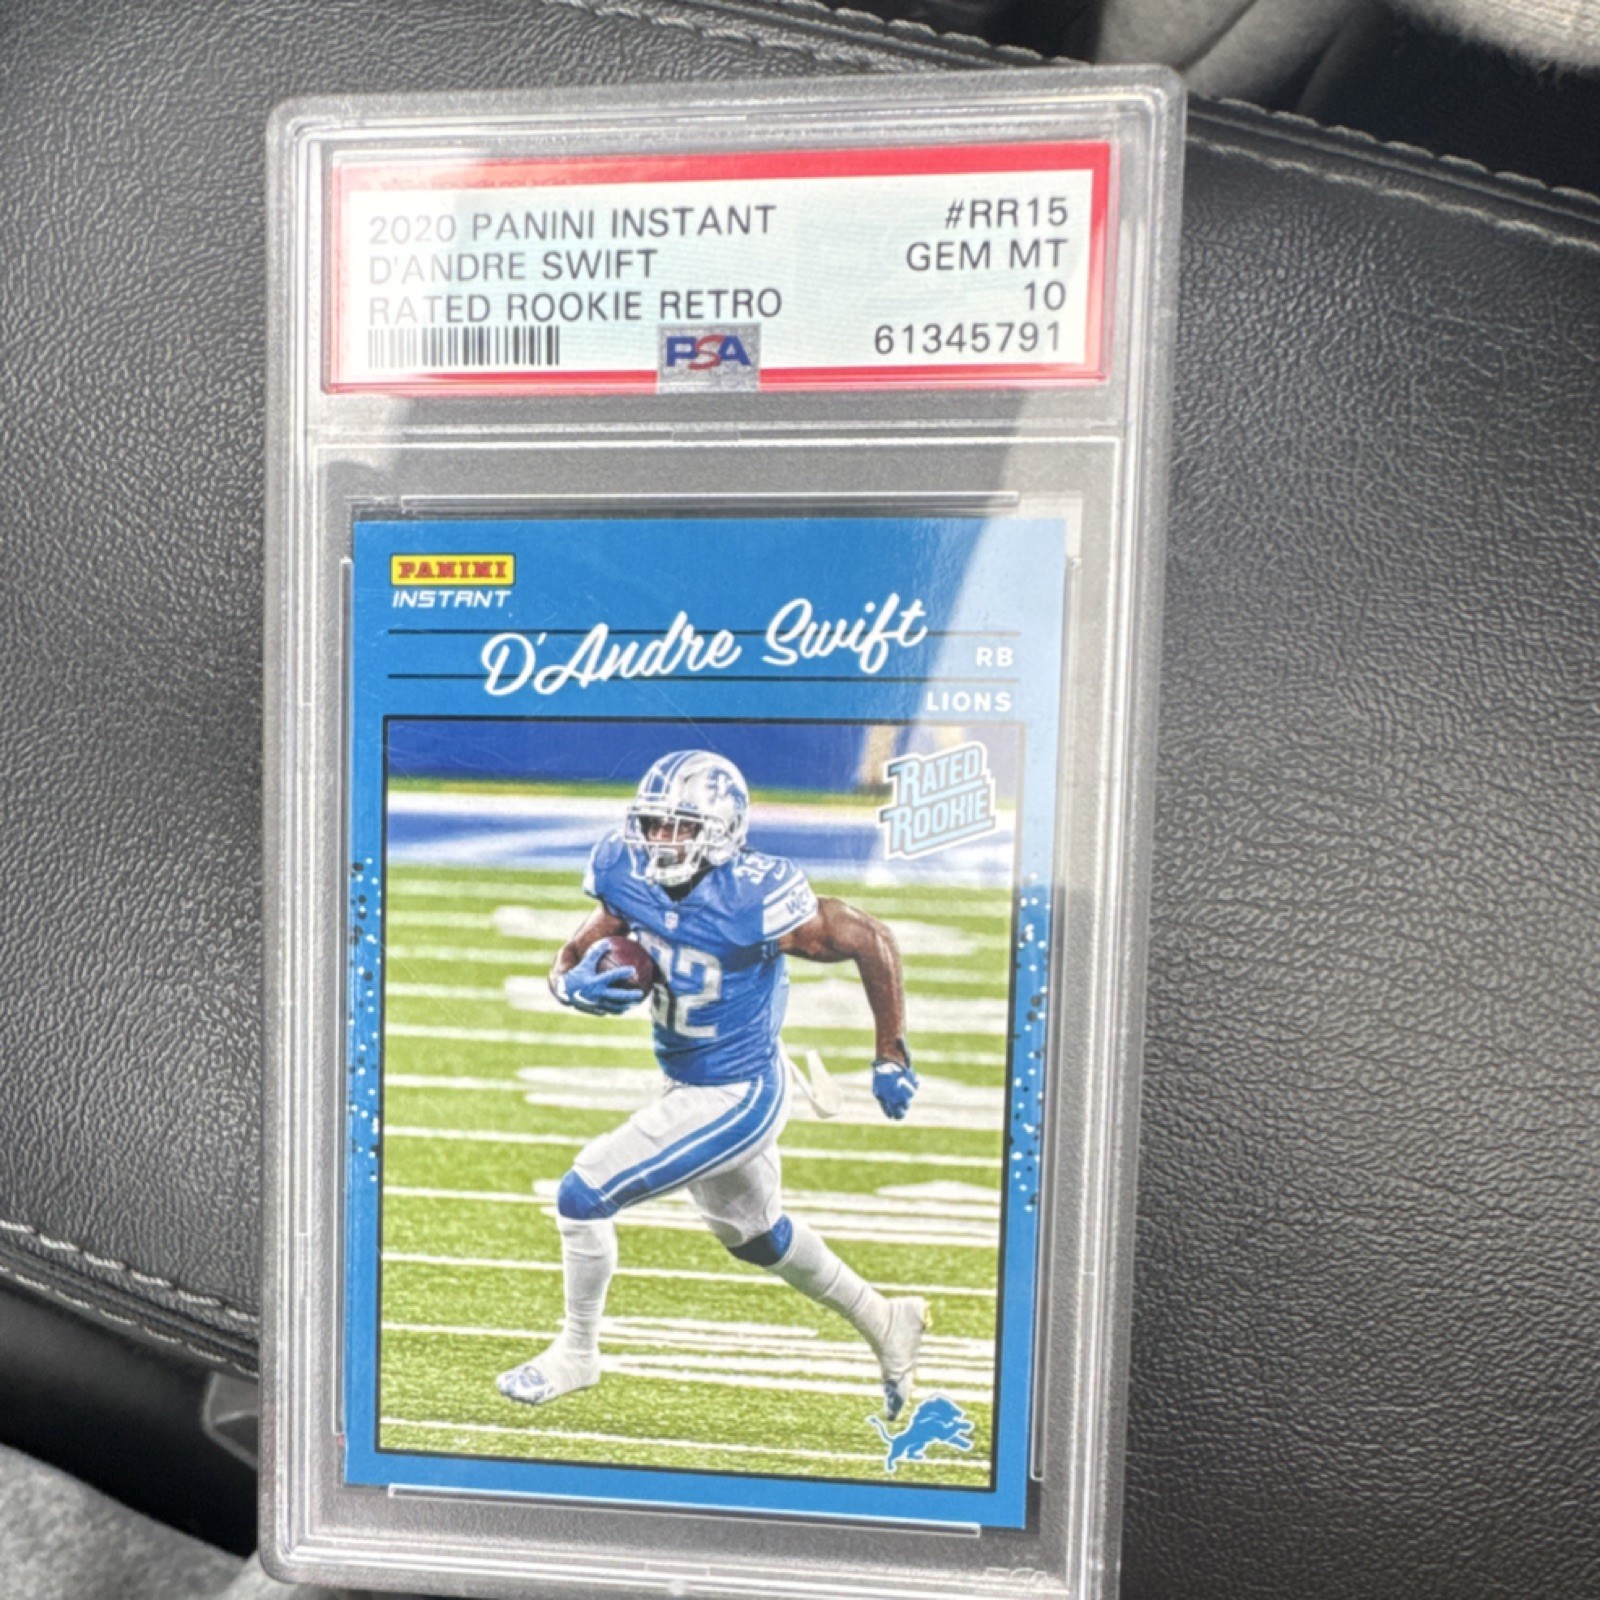 2020 PANINI INSTANT #RR15
D'ANDRE SWIFT GEM MT
RATED ROOKIE RETRO 10
PSA 61345791
PANINI
INSTANT
D'Andre Swift
RB
LIONS
RATED
ROOKIE
32
32